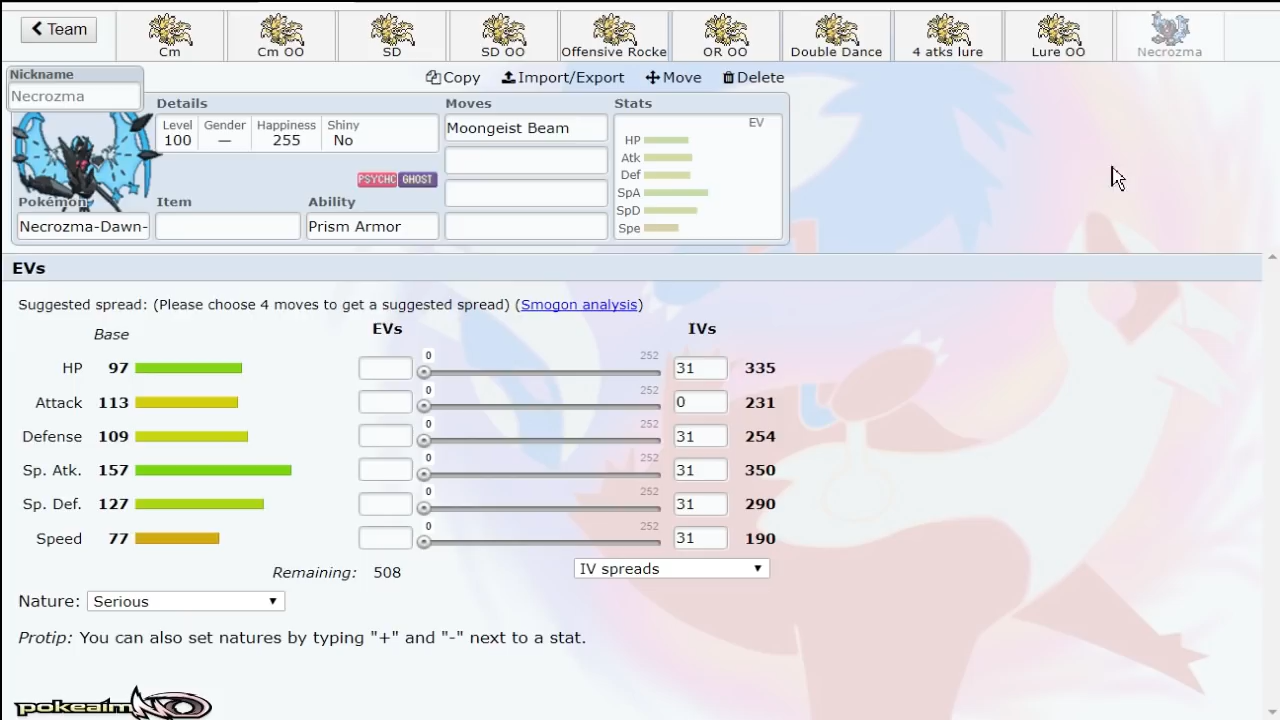 Team
Cm
Cm OO
SD
SD OO
Offensive Rocke
OR OO
Double Dance
4 atks lure
Lure OO
Necrozma
Nickname
Necrozma
Copy
Import/Export
Move
Delete
Details
Moves
Stats
Level
100
Gender
—
Happiness
255
Shiny
No
Moongeist Beam
EV
HP
Atk
Def
SpA
SpD
Spe
PSYCHC
GHOST
Pokémon
Item
Ability
Necrozma-Dawn-
Prism Armor
EVs
Suggested spread: (Please choose 4 moves to get a suggested spread) (Smogon analysis)
Base EVs IVs
HP 97 0 252 31 335
Attack 113 0 252 0 231
Defense 109 0 252 31 254
Sp. Atk. 157 0 252 31 350
Sp. Def. 127 0 252 31 290
Speed 77 0 252 31 190
Remaining: 508 IV spreads
Nature: Serious
Protip: You can also set natures by typing "+" and "-" next to a stat.
pokeaimMD